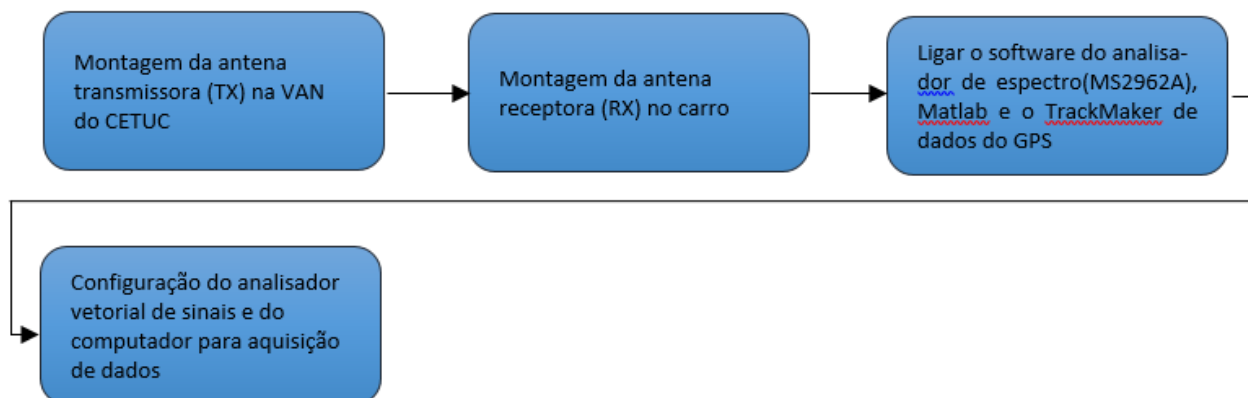 Montagem da antena
transmissora (TX) na VAN
do CETUC
Montagem da antena
receptora (RX) no carro
Ligar o software do analisa-
dor de espectro(MS2962A),
Matlab e o TrackMaker de
dados do GPS
Configuração do analisador
vetorial de sinais e do
computador para aquisição
de dados